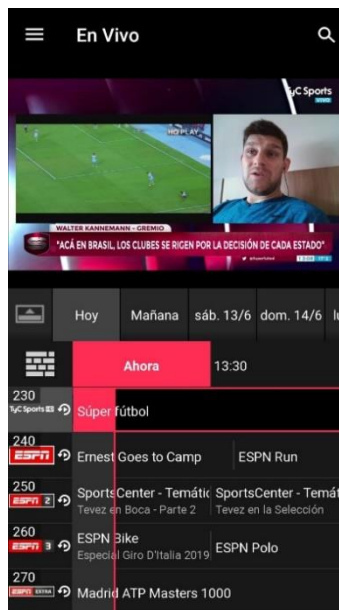 En Vivo
TyC Sports
VIVO
HD PLAY
WALTER KANNEMANN - GREMIO
"ACÁ EN BRASIL, LOS CLUBES SE RIGEN POR LA DECISIÓN DE CADA ESTADO"
Hoy
Mañana
sáb. 13/6
dom. 14/6
lu
Ahora
13:30
230
TyC Sports
Súper fútbol
240
ESPN
Ernest Goes to Camp
ESPN Run
250
ESPN 2
SportsCenter - Temátic
SportsCenter - Temát
Tevez en Boca - Parte 2
Tevez en la Selección
260
ESPN 3
ESPN Bike
Especial Giro D'Italia 2019
ESPN Polo
270
ESPN EXTRA
Madrid ATP Masters 1000